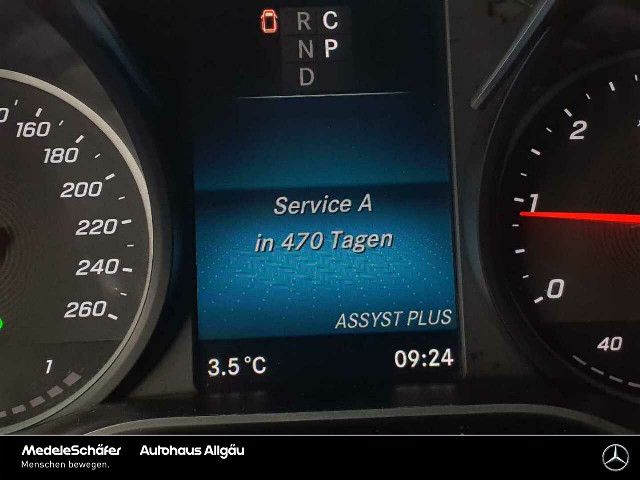 R C
N P
D
160
180
200
220
240
260
1
Service A
in 470 Tagen
ASSYST PLUS
3.5 °C
09:24
2
1
0
40
MedeleSchäfer
Autohaus Allgäu
Menschen bewegen.